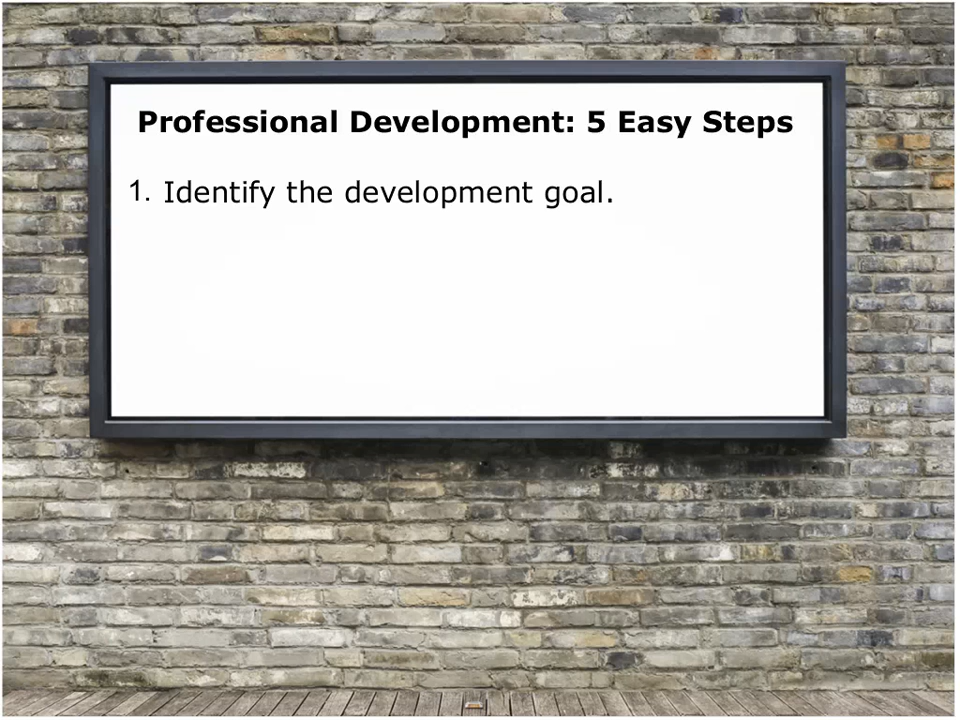 Professional Development: 5 Easy Steps
1. Identify the development goal.